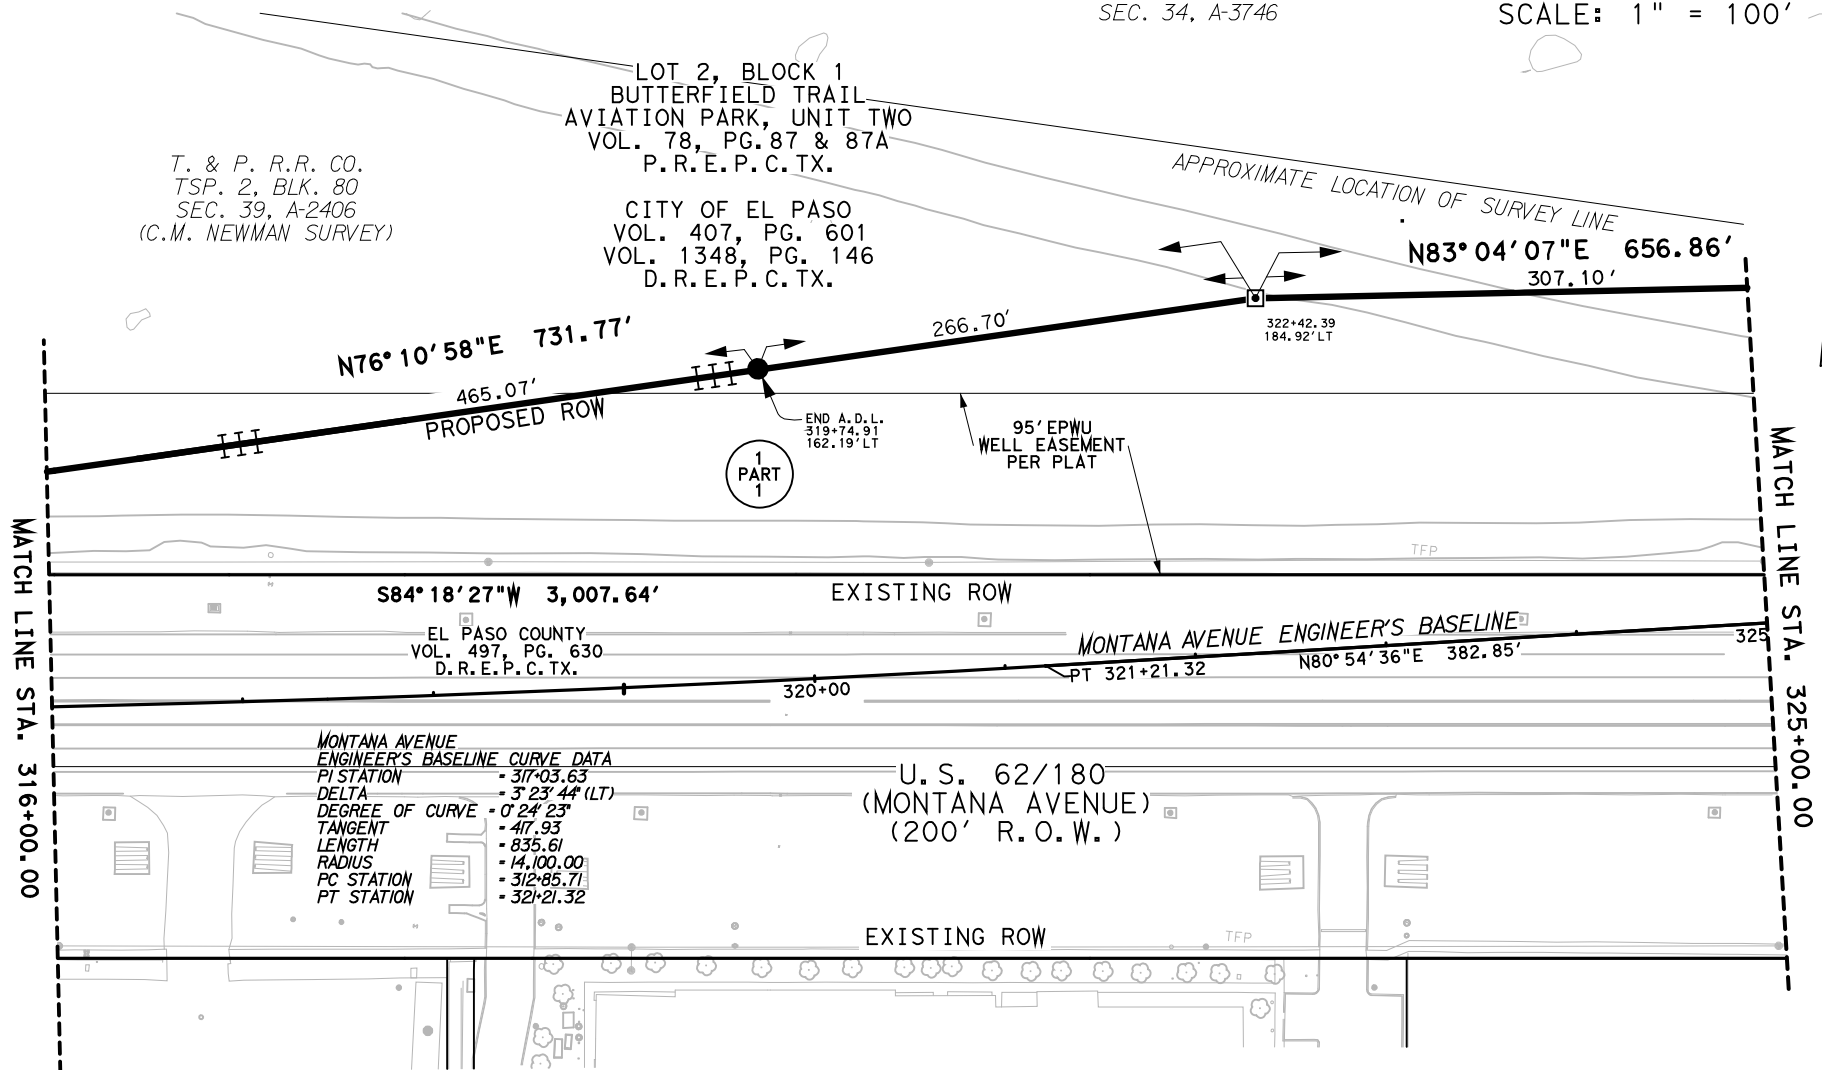 SEC. 34, A-3746
SCALE: 1" = 100'
LOT 2, BLOCK 1
BUTTERFIELD TRAIL
AVIATION PARK, UNIT TWO
VOL. 78, PG.87 & 87A
P.R.E.P.C.TX.
T. & P. R.R. CO.
TSP. 2, BLK. 80
SEC. 39, A-2406
(C.M. NEWMAN SURVEY)
CITY OF EL PASO
VOL. 407, PG. 601
VOL. 1348, PG. 146
D.R.E.P.C.TX.
APPROXIMATE LOCATION OF SURVEY LINE
N83°04'07"E 656.86'
307.10'
322+42.39
184.92'LT
266.70'
N76°10'58"E 731.77'
465.07'
PROPOSED ROW
END A.D.L.
319+74.91
162.19'LT
1
PART
1
95'EPWU
WELL EASEMENT
PER PLAT
MATCH LINE STA. 316+00.00
MATCH LINE STA. 325+00.00
TFP
S84°18'27"W 3,007.64'
EXISTING ROW
EL PASO COUNTY
VOL. 497, PG. 630
D.R.E.P.C.TX.
MONTANA AVENUE ENGINEER'S BASELINE
325
N80°54'36"E 382.85'
PT 321+21.32
320+00
MONTANA AVENUE
ENGINEER'S BASELINE CURVE DATA
PI STATION = 317+03.63
DELTA = 3°23'44" (LT)
DEGREE OF CURVE = 0°24'23"
TANGENT = 417.93
LENGTH = 835.61
RADIUS = 14,100.00
PC STATION = 312+85.71
PT STATION = 321+21.32
U.S. 62/180
(MONTANA AVENUE)
(200' R.O.W.)
EXISTING ROW
TFP